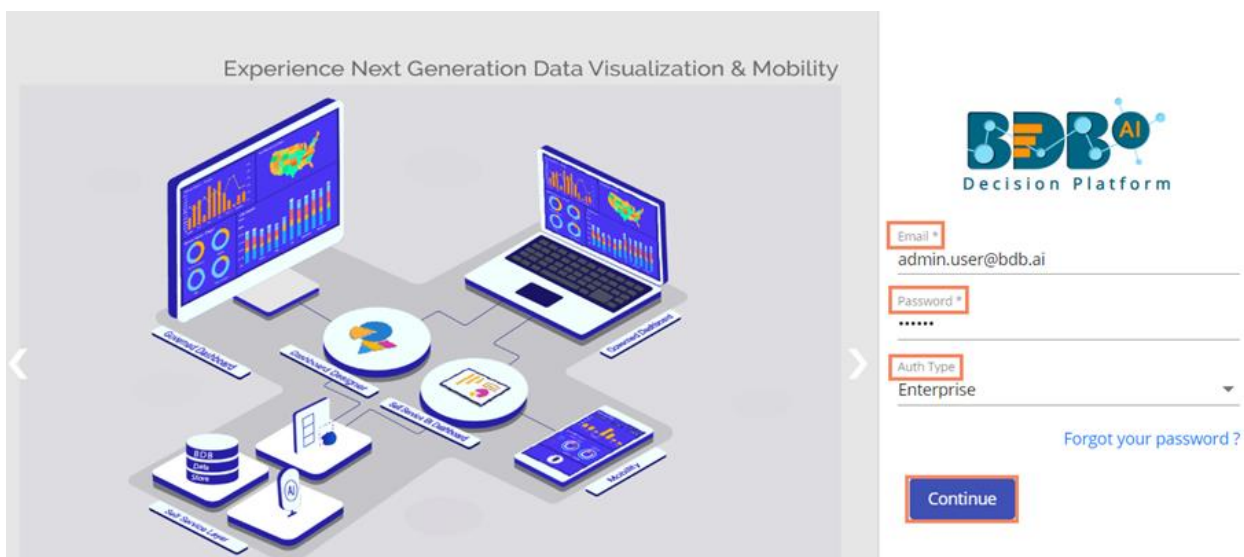 Experience Next Generation Data Visualization & Mobility
Governed Dashboard
Dashboard Designer
Governed Dashboard
Self Service BI Dashboard
Mobility
BDB
Data
Store
AI
Self Service Layer
BDB AI
Decision Platform
Email *
admin.user@bdb.ai
Password *
••••••
Auth Type
Enterprise
Forgot your password ?
Continue